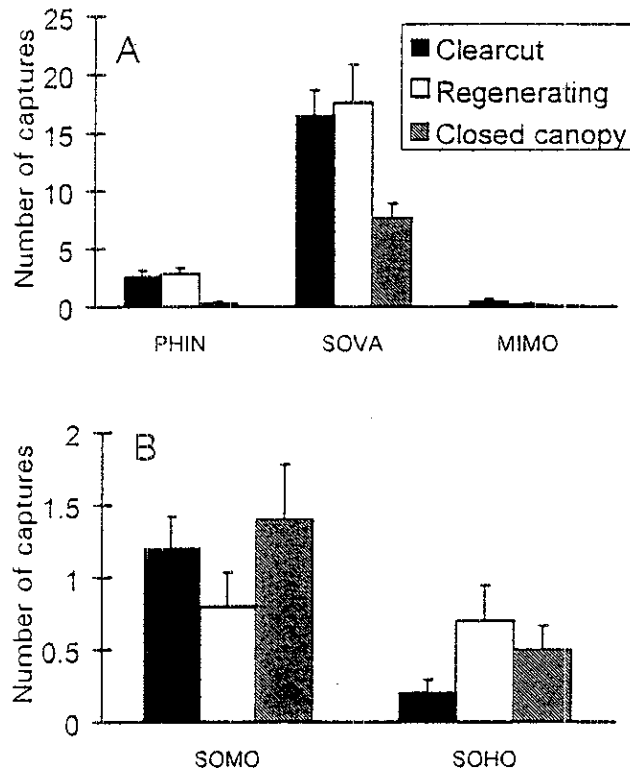 A
Number of captures
25
20
15
10
5
0
Clearcut
Regenerating
Closed canopy
PHIN SOVA MIMO
B
Number of captures
2
1.5
1
0.5
0
SOMO SOHO